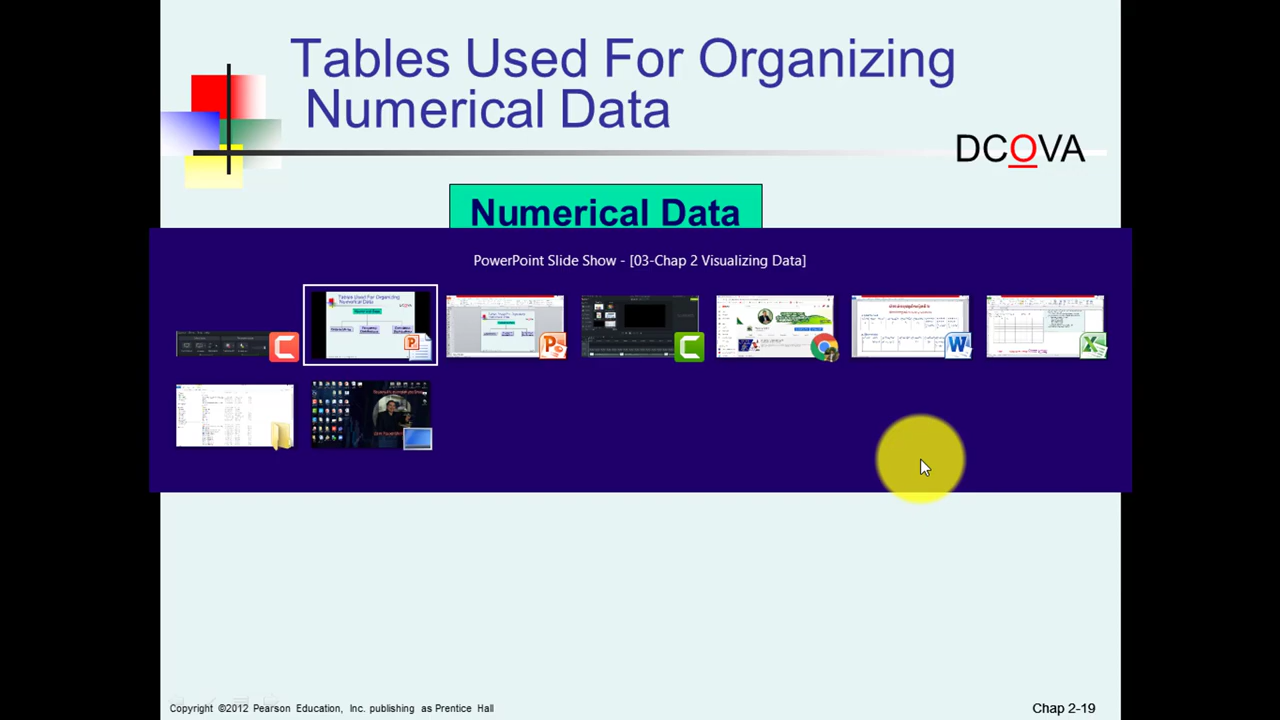 Tables Used For Organizing
Numerical Data
DCOVA
Numerical Data
PowerPoint Slide Show - [03-Chap 2 Visualizing Data]
Copyright ©2012 Pearson Education, Inc. publishing as Prentice Hall
Chap 2-19